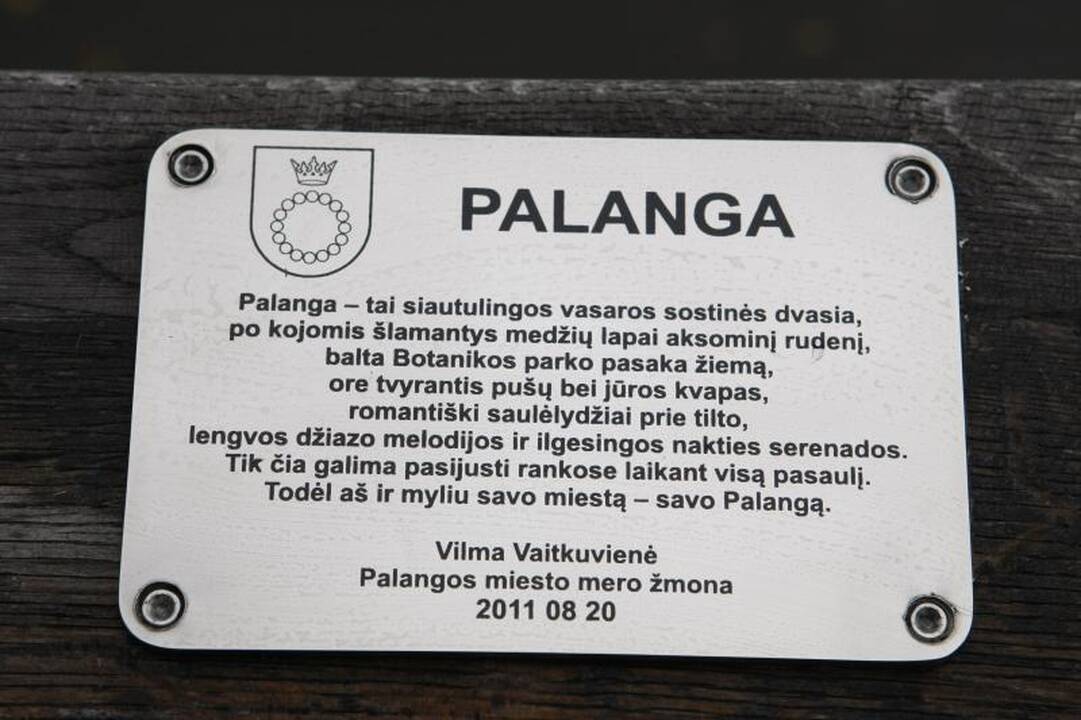 PALANGA
Palanga – tai siautulingos vasaros sostinės dvasia,
po kojomis šlamantys medžių lapai aksominį rudenį,
balta Botanikos parko pasaka žiemą,
ore tvyrantis pušų bei jūros kvapas,
romantiški saulėlydžiai prie tilto,
lengvos džiazo melodijos ir ilgesingos nakties serenados.
Tik čia galima pasijusti rankose laikant visą pasaulį.
Todėl aš ir myliu savo miestą – savo Palangą.
Vilma Vaitkuvienė
Palangos miesto mero žmona
2011 08 20